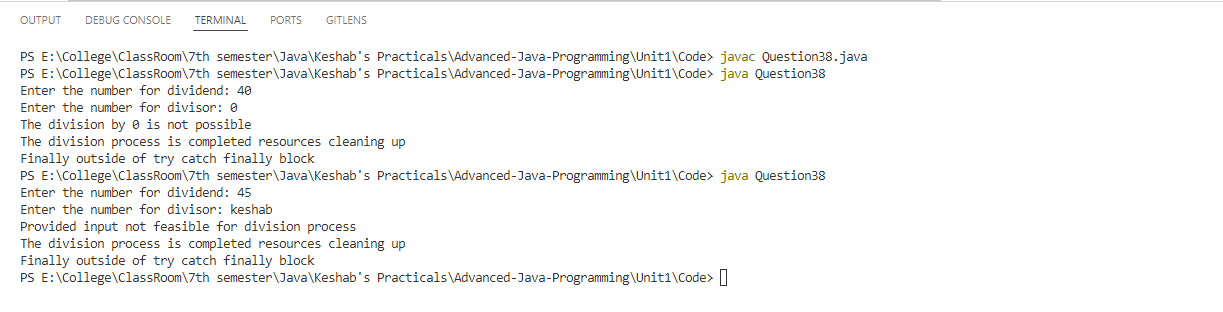 OUTPUT DEBUG CONSOLE TERMINAL PORTS GITLENS
PS E:\College\ClassRoom\7th semester\Java\Keshab's Practicals\Advanced-Java-Programming\Unit1\Code> javac Question38.java
PS E:\College\ClassRoom\7th semester\Java\Keshab's Practicals\Advanced-Java-Programming\Unit1\Code> java Question38
Enter the number for dividend: 40
Enter the number for divisor: 0
The division by 0 is not possible
The division process is completed resources cleaning up
Finally outside of try catch finally block
PS E:\College\ClassRoom\7th semester\Java\Keshab's Practicals\Advanced-Java-Programming\Unit1\Code> java Question38
Enter the number for dividend: 45
Enter the number for divisor: keshab
Provided input not feasible for division process
The division process is completed resources cleaning up
Finally outside of try catch finally block
PS E:\College\ClassRoom\7th semester\Java\Keshab's Practicals\Advanced-Java-Programming\Unit1\Code>